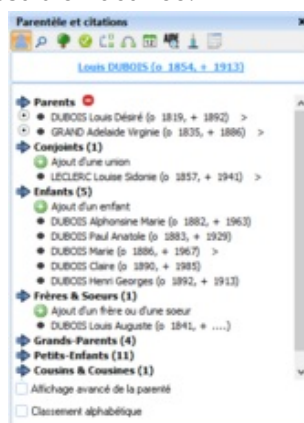 Parentèle et citations
Louis DUBOIS (o 1854, + 1913)
Parents
DUBOIS Louis Désiré (o 1819, + 1892) >
GRAND Adelaide Virginie (o 1835, + 1886) >
Conjoints (1)
Ajout d'une union
LECLERC Louise Sidonie (o 1857, + 1941) >
Enfants (5)
Ajout d'un enfant
DUBOIS Alphonsine Marie (o 1882, + 1963)
DUBOIS Paul Anatole (o 1883, + 1929)
DUBOIS Marie (o 1886, + 1967) >
DUBOIS Claire (o 1890, + 1985)
DUBOIS Henri Georges (o 1892, + 1913)
Frères & Soeurs (1)
Ajout d'un frère ou d'une soeur
DUBOIS Louis Auguste (o 1841, + ....)
Grands-Parents (4)
Petits-Enfants (11)
Cousins & Cousines (1)
Affichage avancé de la parenté
Classement alphabétique